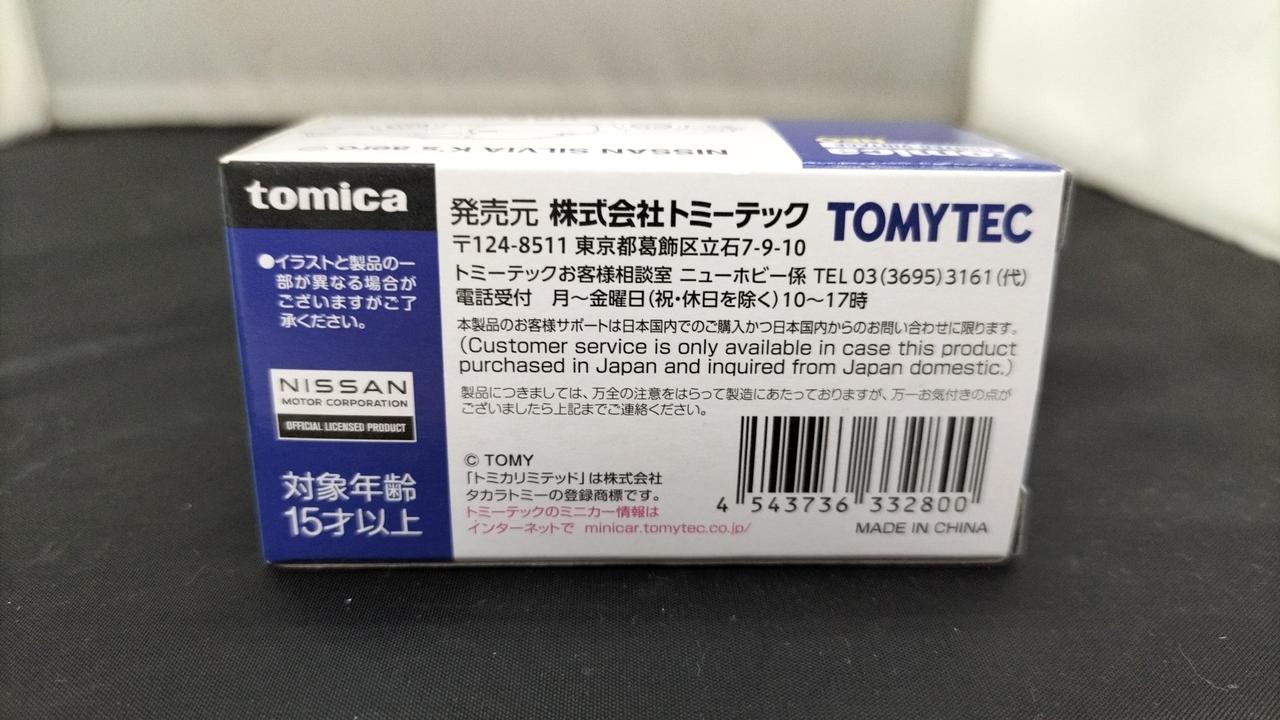 NISSAN SILVIA K's aero
tomica
●イラストと製品の一
部が異なる場合が
ございますがご了
承ください。
NISSAN
MOTOR CORPORATION
OFFICIAL LICENSED PRODUCT
対象年齢
15才以上
発売元 株式会社トミーテック TOMYTEC
〒124-8511 東京都葛飾区立石7-9-10
トミーテックお客様相談室 ニューホビー係 TEL 03(3695)3161(代)
電話受付 月～金曜日(祝・休日を除く)10～17時
本製品のお客様サポートは日本国内でのご購入かつ日本国内からのお問い合わせに限ります。
(Customer service is only available in case this product
purchased in Japan and inquired from Japan domestic.)
製品につきましては、万全の注意をはらって製造にあたっておりますが、万一お気付きの点が
ございましたら上記までご連絡ください。
© TOMY
「トミカリミテッド」は株式会社
タカラトミーの登録商標です。
トミーテックのミニカー情報は
インターネットで minicar.tomytec.co.jp/
4 543736 332800
MADE IN CHINA